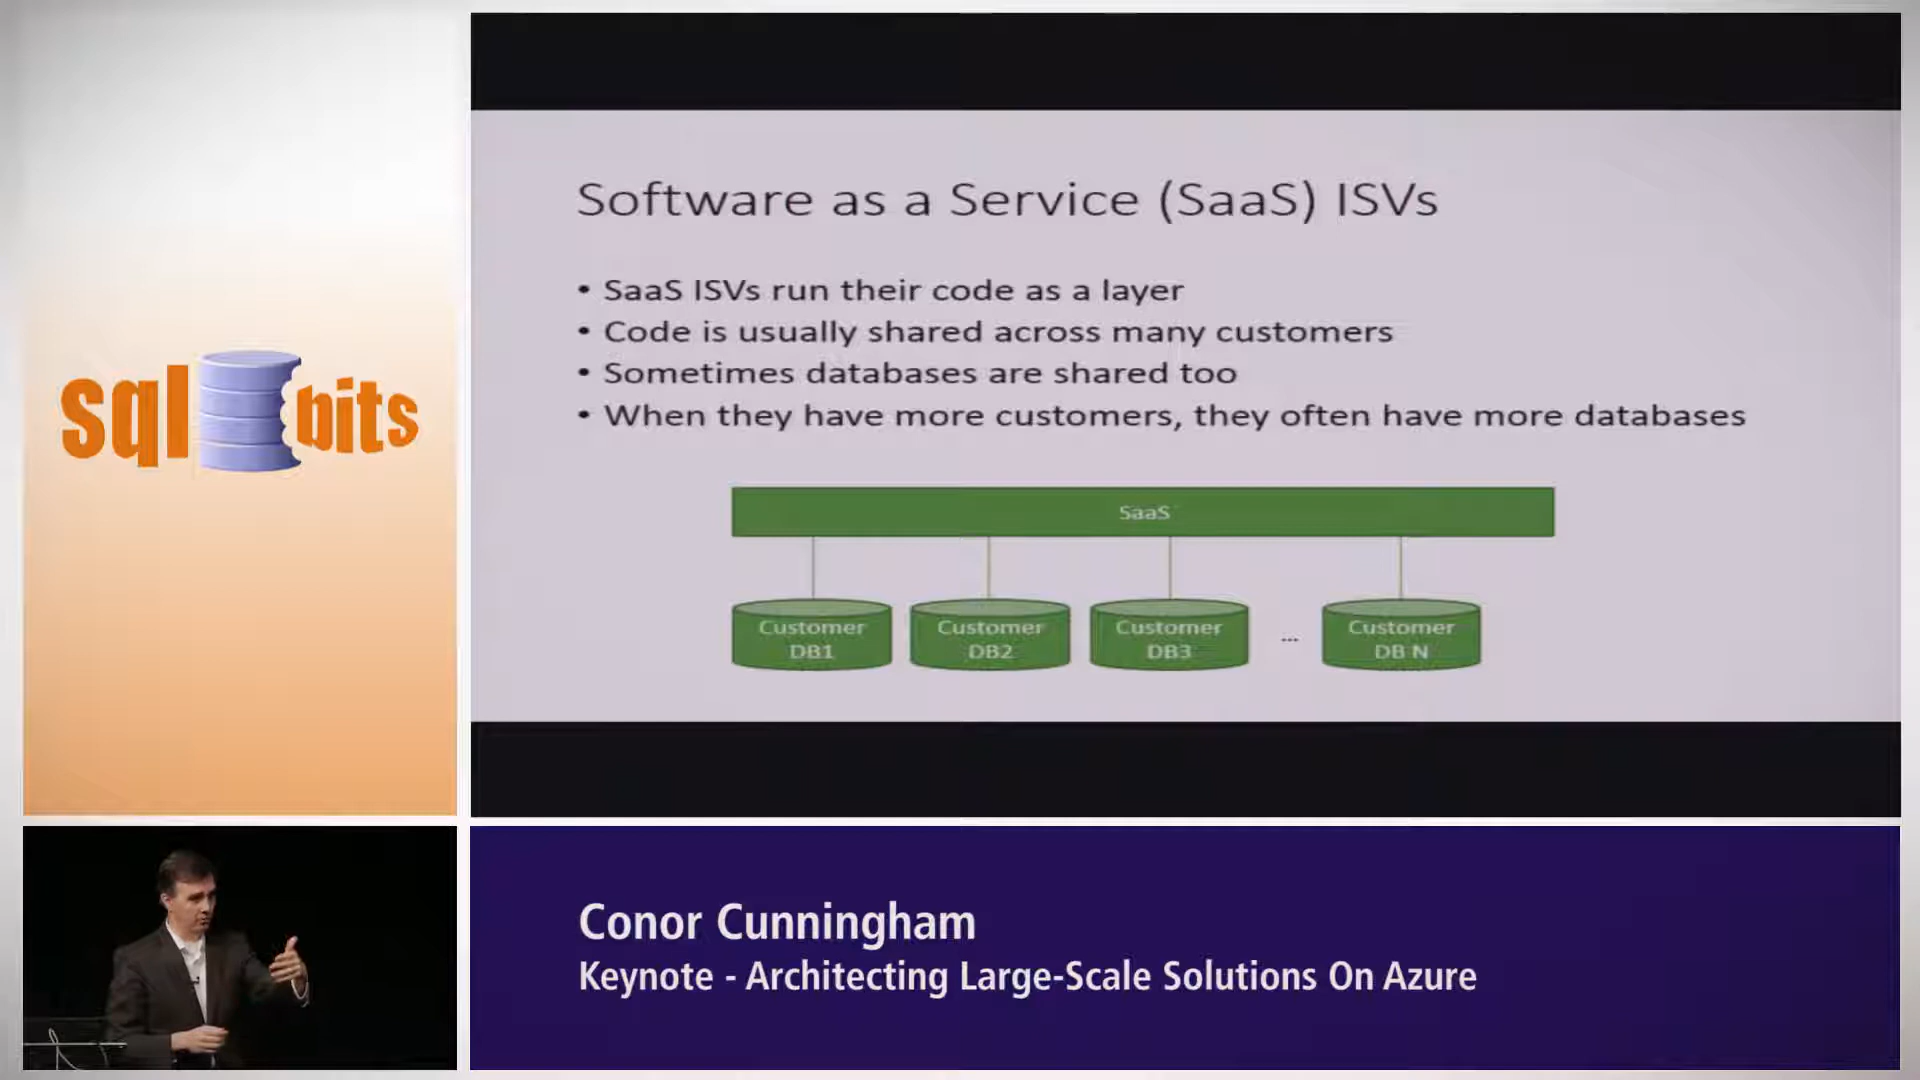 sql bits
Software as a Service (SaaS) ISVs
• SaaS ISVs run their code as a layer
• Code is usually shared across many customers
• Sometimes databases are shared too
• When they have more customers, they often have more databases
SaaS
Customer
DB1
Customer
DB2
Customer
DB3
...
Customer
DB N
Conor Cunningham
Keynote - Architecting Large-Scale Solutions On Azure